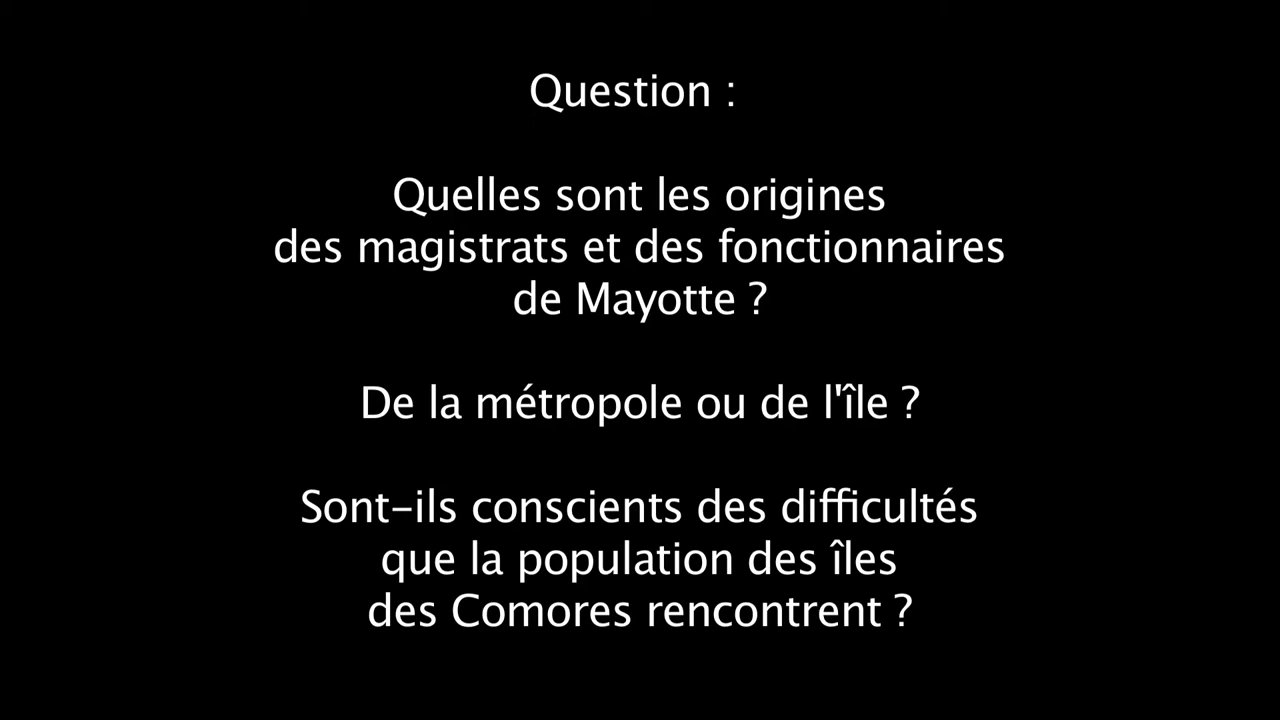 Question :
Quelles sont les origines
des magistrats et des fonctionnaires
de Mayotte ?
De la métropole ou de l'île ?
Sont-ils conscients des difficultés
que la population des îles
des Comores rencontrent ?